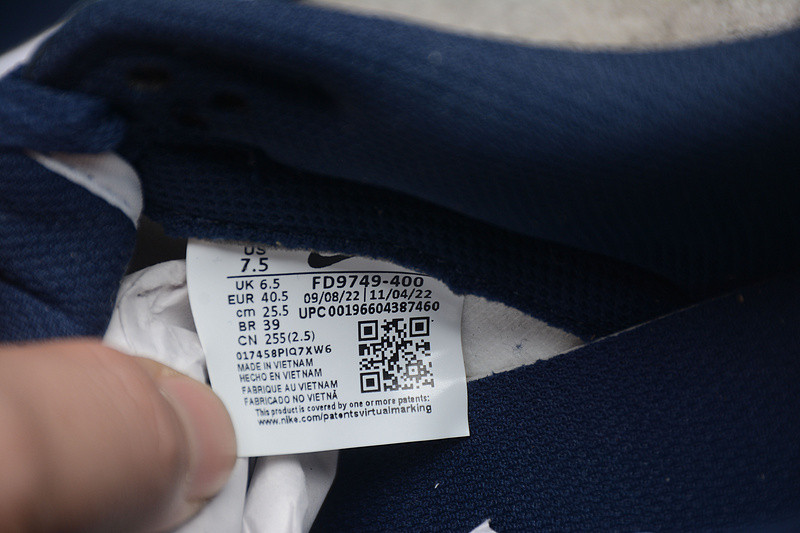 US
7.5
UK 6.5
EUR 40.5
cm 25.5
BR 39
CN 255(2.5)
FD9749-400
09/08/22 | 11/04/22
UPC00196604387460
017458PIQ7XW6
MADE IN VIETNAM
HECHO EN VIETNAM
FABRIQUE AU VIETNAM
FABRICADO NO VIETNÃ
This product is covered by one or more patents:
www.nike.com/patentsvirtualmarking